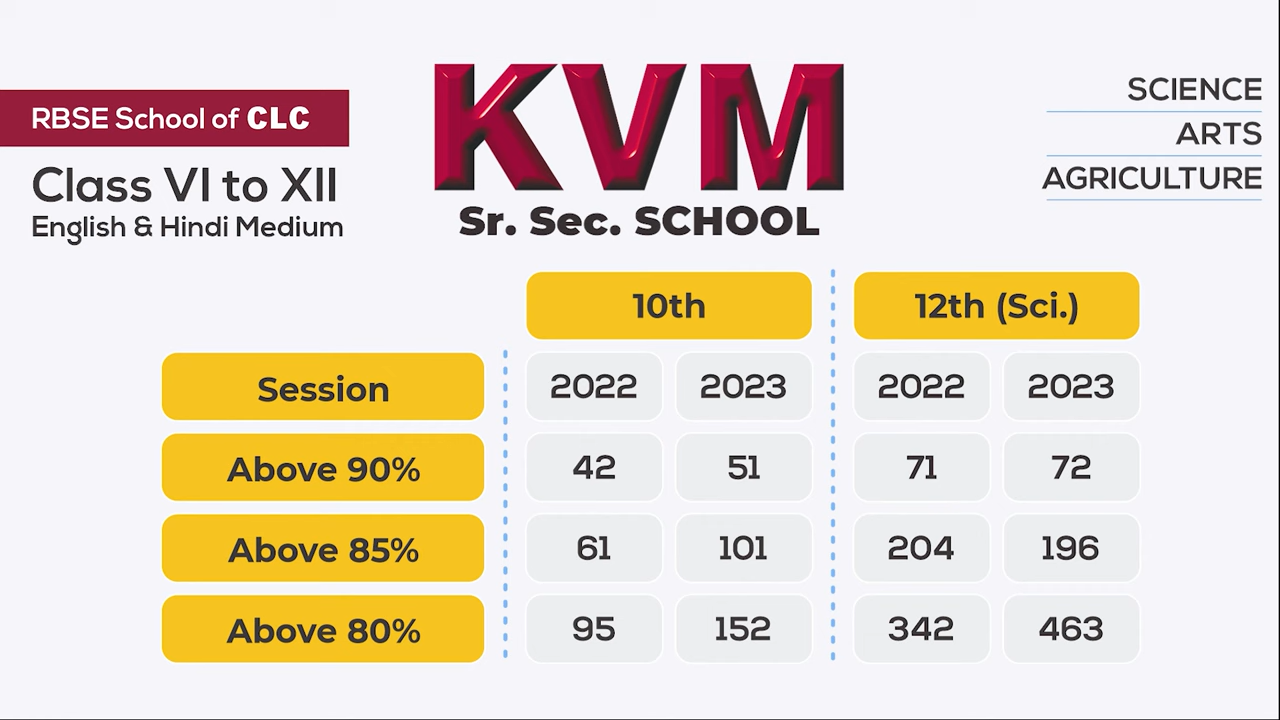 RBSE School of CLC
Class VI to XII
English & Hindi Medium
KVM
Sr. Sec. SCHOOL
SCIENCE
ARTS
AGRICULTURE
10th 12th (Sci.)
Session 2022 2023 2022 2023
Above 90% 42 51 71 72
Above 85% 61 101 204 196
Above 80% 95 152 342 463